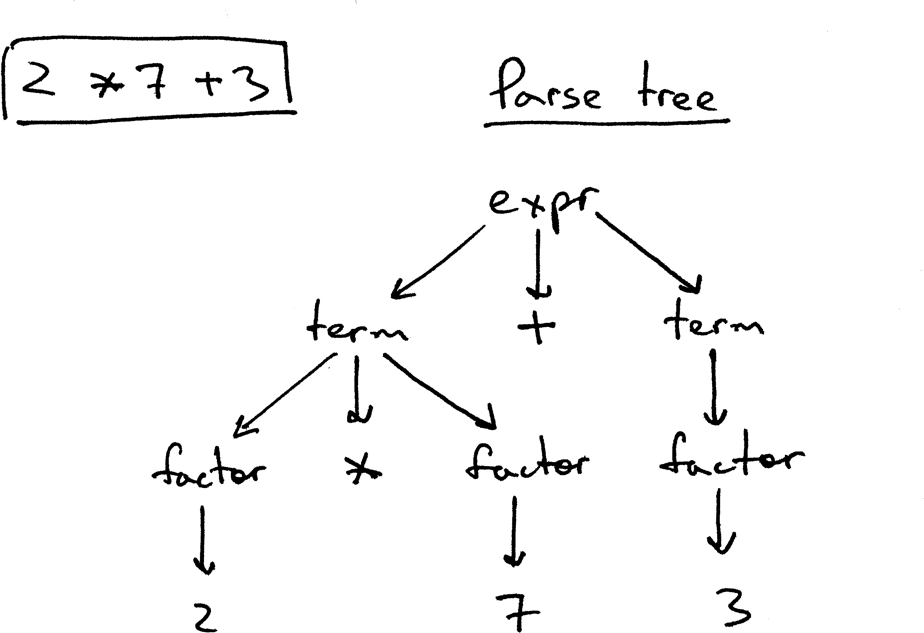 2 * 7 + 3
Parse tree
expr
term + term
factor * factor factor
2 7 3